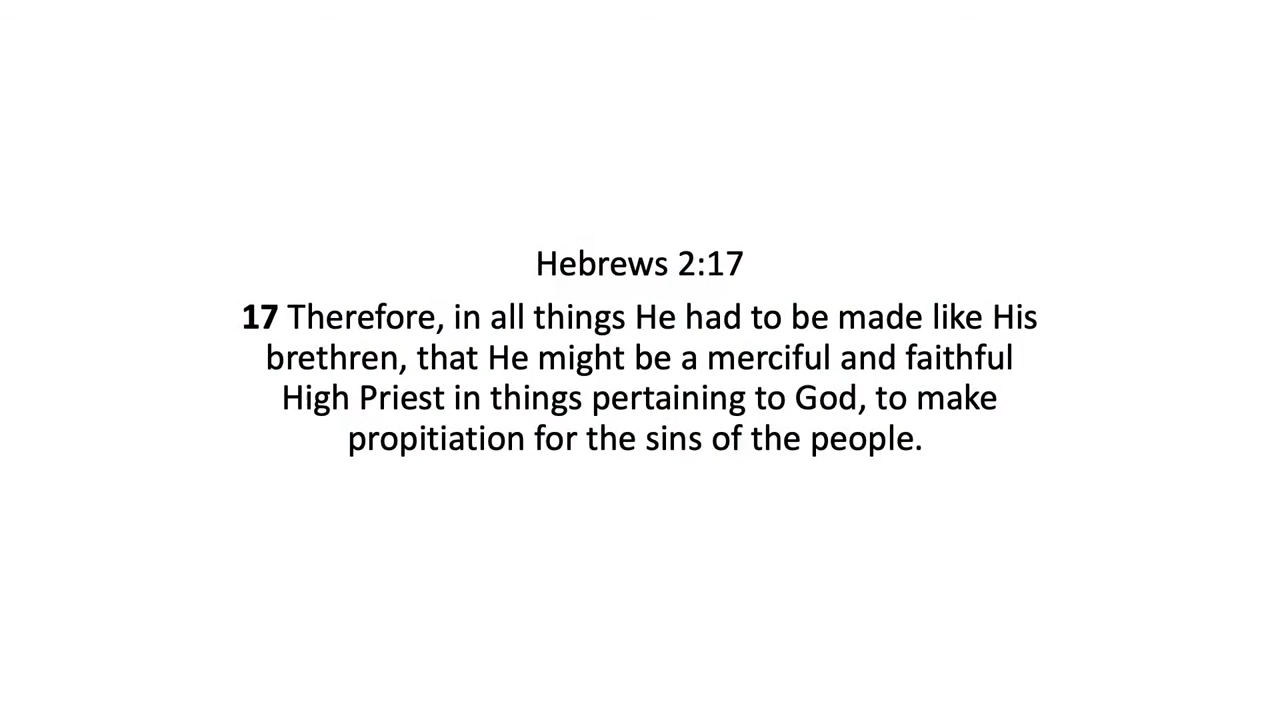 Hebrews 2:17
17 Therefore, in all things He had to be made like His
brethren, that He might be a merciful and faithful
High Priest in things pertaining to God, to make
propitiation for the sins of the people.